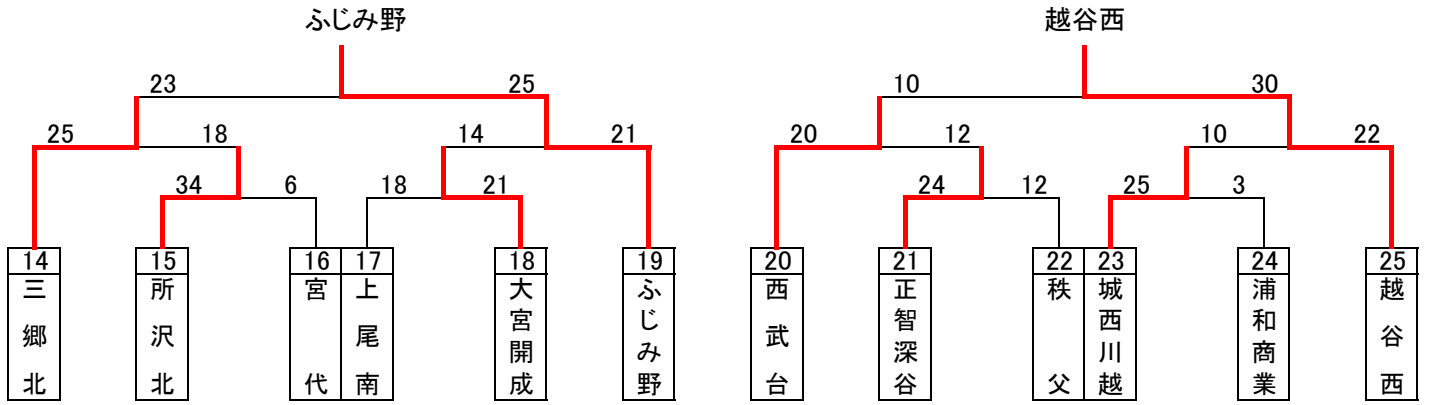 ふじみ野 越谷西
23 25 10 30
25 18 14 21 20 12 10 22
34 6 18 21 24 12 25 3
14 15 16 17 18 19 20 21 22 23 24 25
三郷北
所沢北
宮代
上尾南
大宮開成
ふじみ野
西武台
正智深谷
秩父
城西川越
浦和商業
越谷西